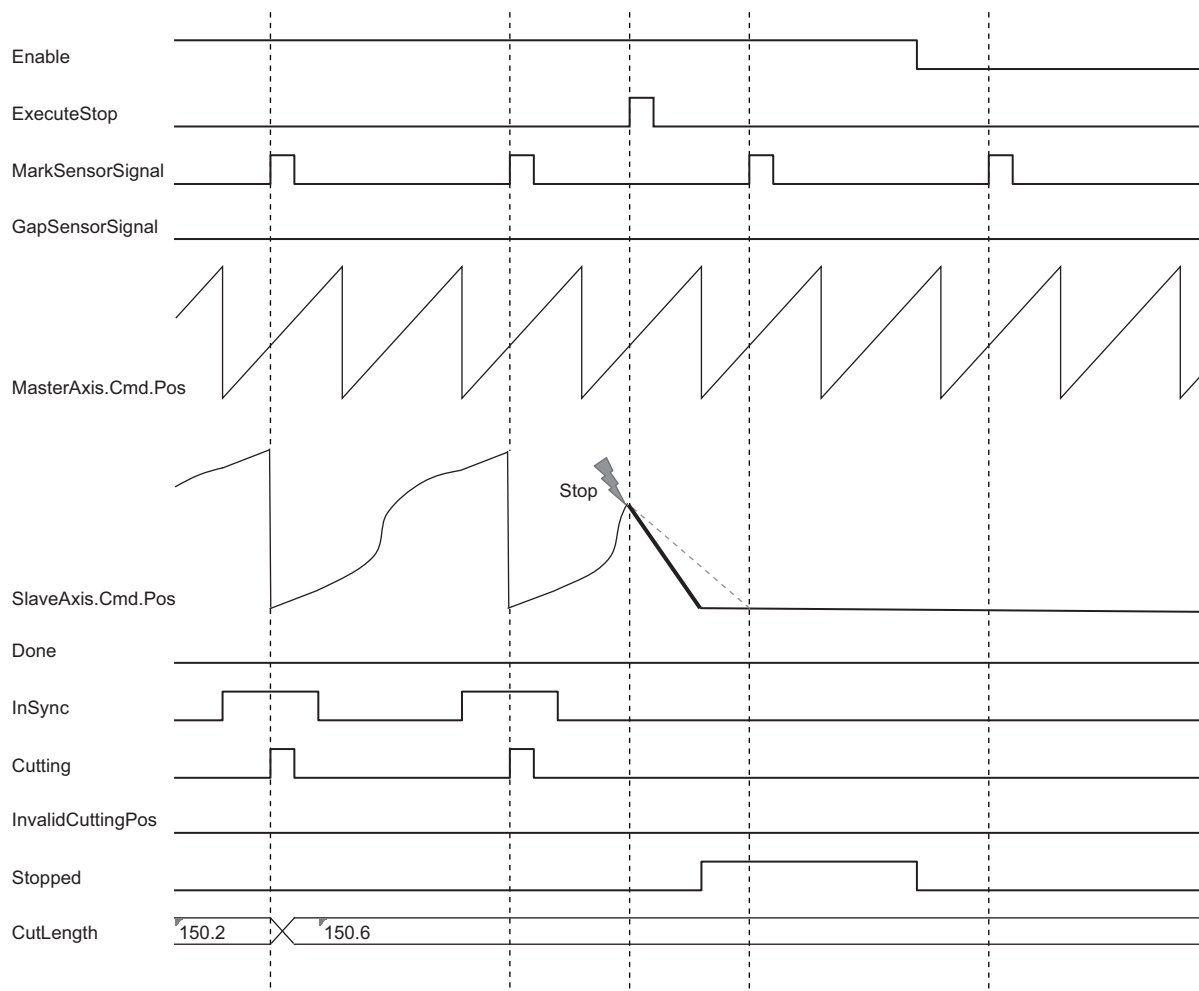 Enable
ExecuteStop
MarkSensorSignal
GapSensorSignal
MasterAxis.Cmd.Pos
Stop
SlaveAxis.Cmd.Pos
Done
InSync
Cutting
InvalidCuttingPos
Stopped
CutLength 150.2 150.6